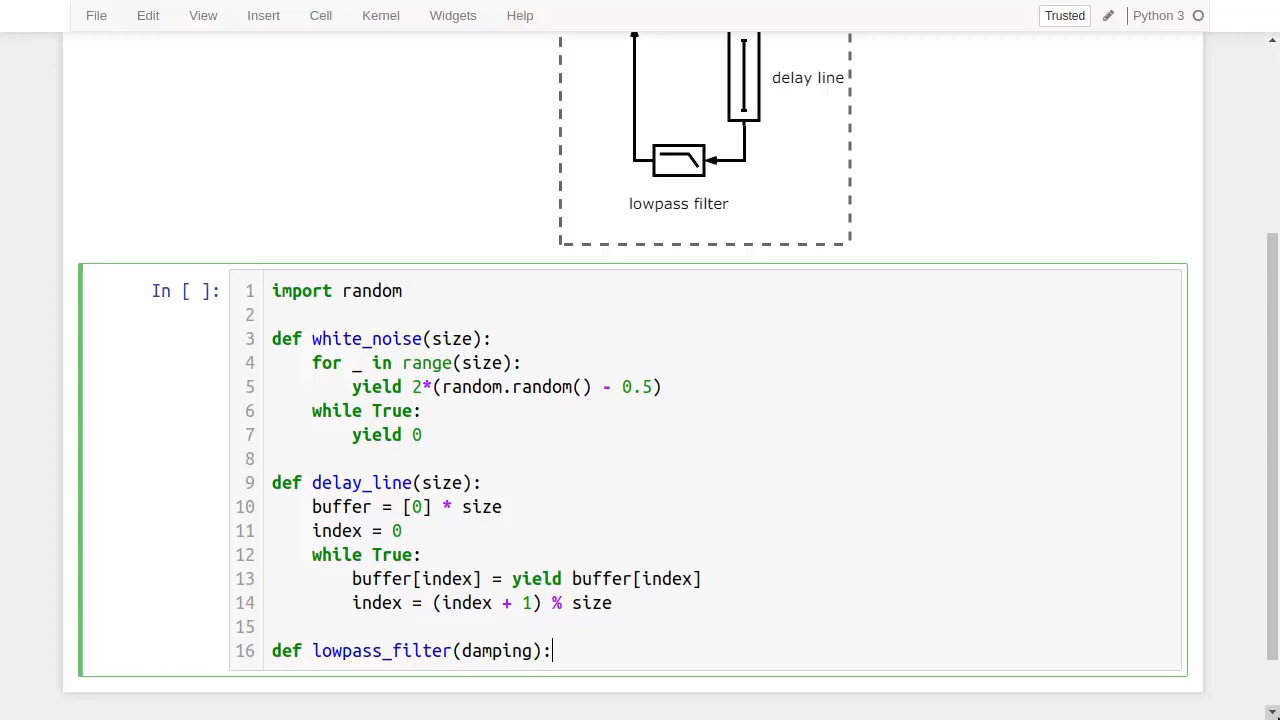 File Edit View Insert Cell Kernel Widgets Help Trusted Python 3
delay line
lowpass filter
In [ ]:
1 import random
2
3 def white_noise(size):
4     for _ in range(size):
5         yield 2*(random.random() - 0.5)
6     while True:
7         yield 0
8
9 def delay_line(size):
10     buffer = [0] * size
11     index = 0
12     while True:
13         buffer[index] = yield buffer[index]
14         index = (index + 1) % size
15
16 def lowpass_filter(damping):